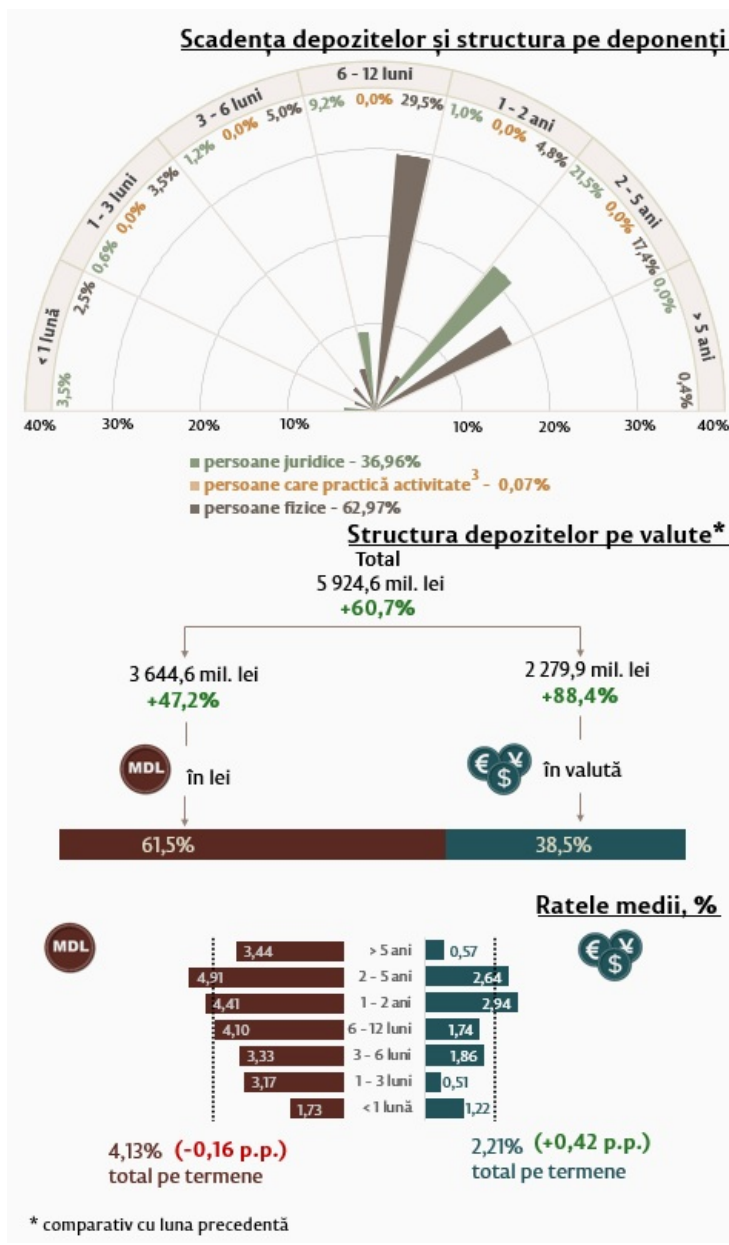 Scadența depozitelor și structura pe deponenți
< 1 lună
3,5%
2,5%
1 - 3 luni
0,6%
0,0%
3,5%
3 - 6 luni
1,2%
0,0%
5,0%
6 - 12 luni
9,2%
0,0%
29,5%
1 - 2 ani
1,0%
0,0%
4,8%
2 - 5 ani
21,5%
0,0%
17,4%
> 5 ani
0,0%
0,4%
40% 30% 20% 10% 10% 20% 30% 40%
persoane juridice - 36,96%
persoane care practică activitate³ - 0,07%
persoane fizice - 62,97%
Structura depozitelor pe valute*
Total
5 924,6 mil. lei
+60,7%
3 644,6 mil. lei
+47,2%
2 279,9 mil. lei
+88,4%
MDL în lei
€ ¥ $ în valută
61,5% 38,5%
Ratele medii, %
MDL
€ ¥ $
3,44 > 5 ani 0,57
4,91 2 - 5 ani 2,64
4,41 1 - 2 ani 2,94
4,10 6 - 12 luni 1,74
3,33 3 - 6 luni 1,86
3,17 1 - 3 luni 0,51
1,73 < 1 lună 1,22
4,13% (-0,16 p.p.)
total pe termene
2,21% (+0,42 p.p.)
total pe termene
* comparativ cu luna precedentă